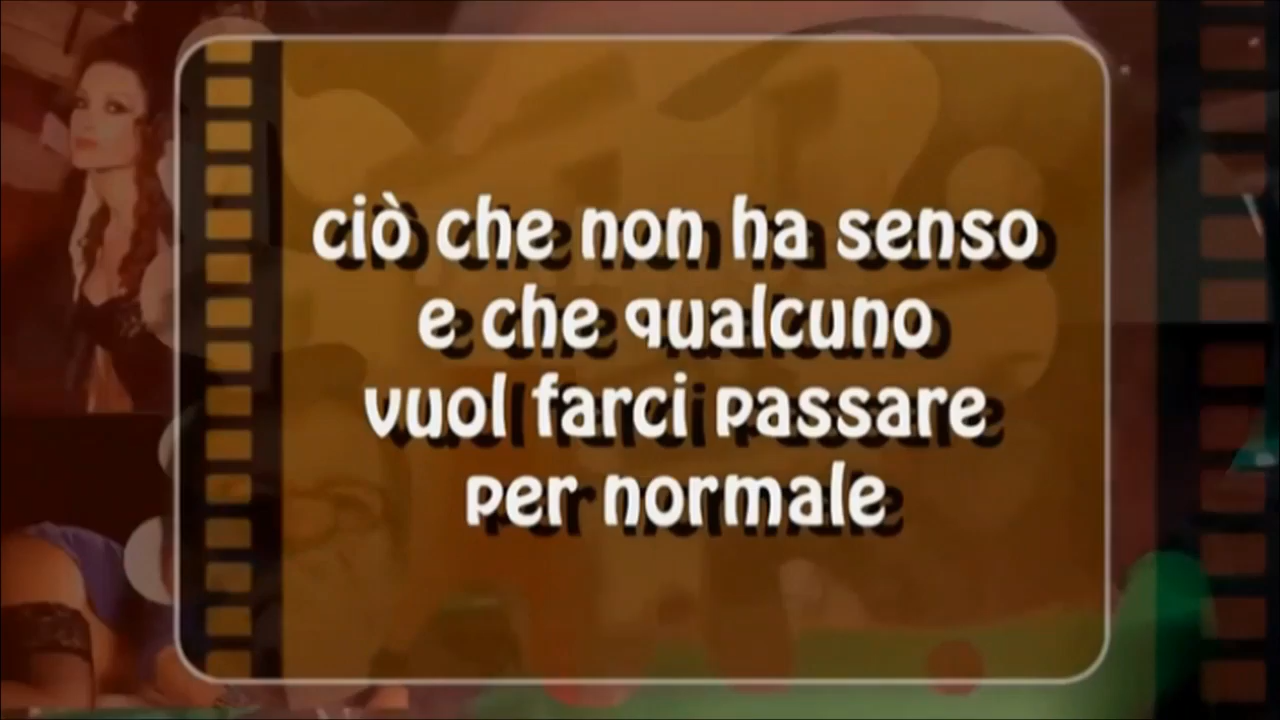 ciò che non ha senso
e che qualcuno
vuol farci passare
per normale